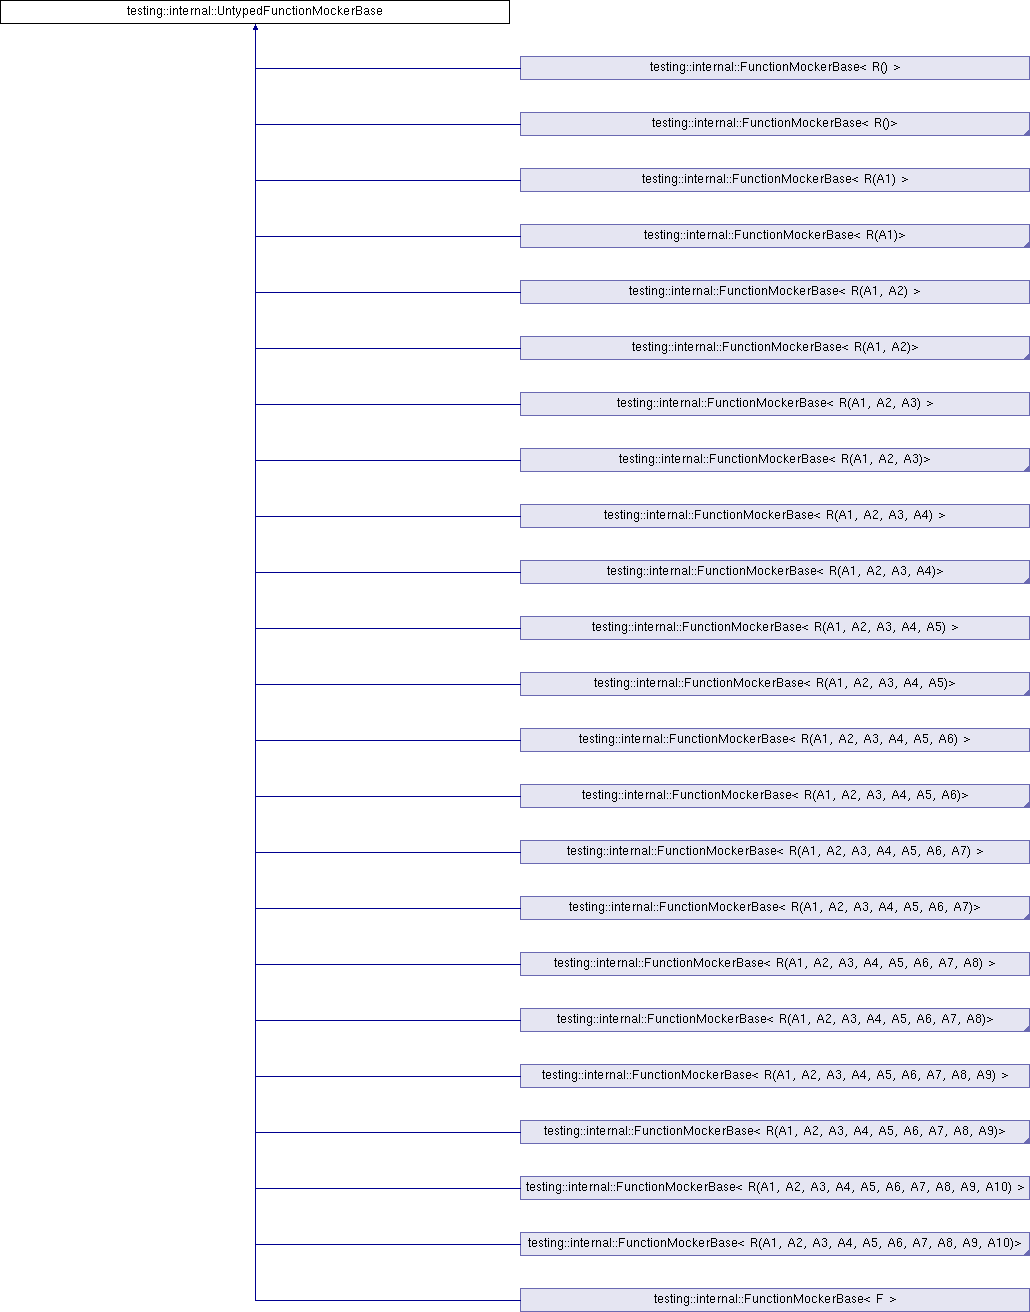 testing::internal::UntypedFunctionMockerBase
testing::internal::FunctionMockerBase< R() >
testing::internal::FunctionMockerBase< R()>
testing::internal::FunctionMockerBase< R(A1) >
testing::internal::FunctionMockerBase< R(A1)>
testing::internal::FunctionMockerBase< R(A1, A2) >
testing::internal::FunctionMockerBase< R(A1, A2)>
testing::internal::FunctionMockerBase< R(A1, A2, A3) >
testing::internal::FunctionMockerBase< R(A1, A2, A3)>
testing::internal::FunctionMockerBase< R(A1, A2, A3, A4) >
testing::internal::FunctionMockerBase< R(A1, A2, A3, A4)>
testing::internal::FunctionMockerBase< R(A1, A2, A3, A4, A5) >
testing::internal::FunctionMockerBase< R(A1, A2, A3, A4, A5)>
testing::internal::FunctionMockerBase< R(A1, A2, A3, A4, A5, A6) >
testing::internal::FunctionMockerBase< R(A1, A2, A3, A4, A5, A6)>
testing::internal::FunctionMockerBase< R(A1, A2, A3, A4, A5, A6, A7) >
testing::internal::FunctionMockerBase< R(A1, A2, A3, A4, A5, A6, A7)>
testing::internal::FunctionMockerBase< R(A1, A2, A3, A4, A5, A6, A7, A8) >
testing::internal::FunctionMockerBase< R(A1, A2, A3, A4, A5, A6, A7, A8)>
testing::internal::FunctionMockerBase< R(A1, A2, A3, A4, A5, A6, A7, A8, A9) >
testing::internal::FunctionMockerBase< R(A1, A2, A3, A4, A5, A6, A7, A8, A9)>
testing::internal::FunctionMockerBase< R(A1, A2, A3, A4, A5, A6, A7, A8, A9, A10) >
testing::internal::FunctionMockerBase< R(A1, A2, A3, A4, A5, A6, A7, A8, A9, A10)>
testing::internal::FunctionMockerBase< F >